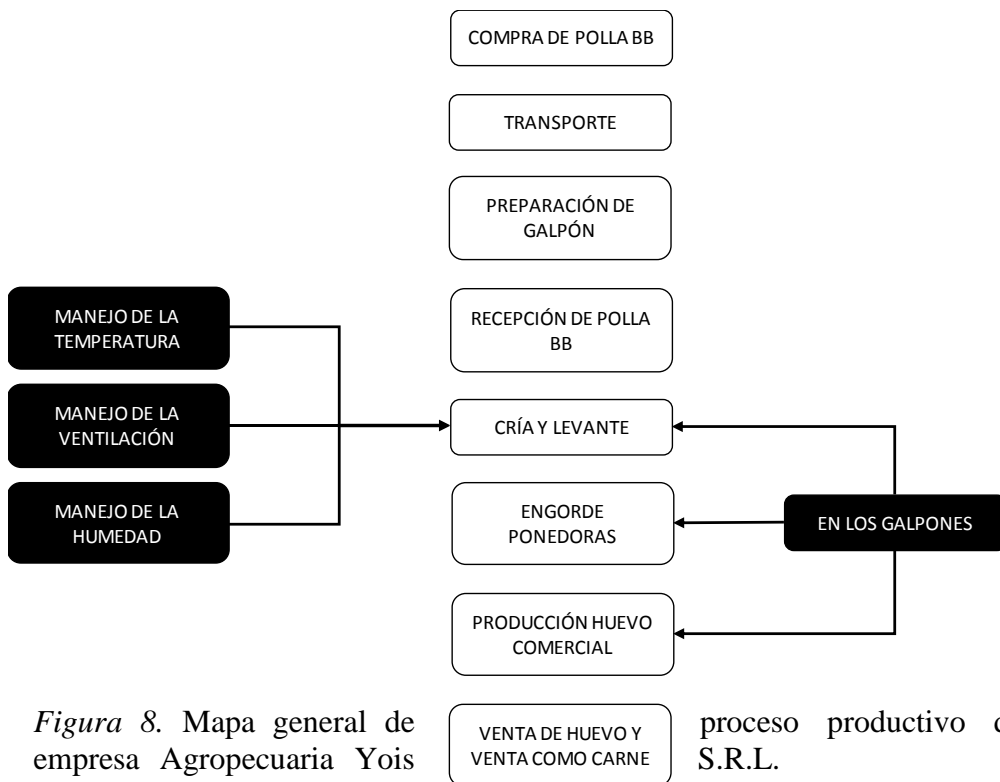 COMPRA DE POLLA BB
TRANSPORTE
PREPARACIÓN DE
GALPÓN
RECEPCIÓN DE POLLA
BB
MANEJO DE LA
TEMPERATURA
MANEJO DE LA
VENTILACIÓN
MANEJO DE LA
HUMEDAD
CRÍA Y LEVANTE
ENGORDE
PONEDORAS
EN LOS GALPONES
PRODUCCIÓN HUEVO
COMERCIAL
VENTA DE HUEVO Y
VENTA COMO CARNE
Figura 8. Mapa general de proceso productivo
empresa Agropecuaria Yois S.R.L.